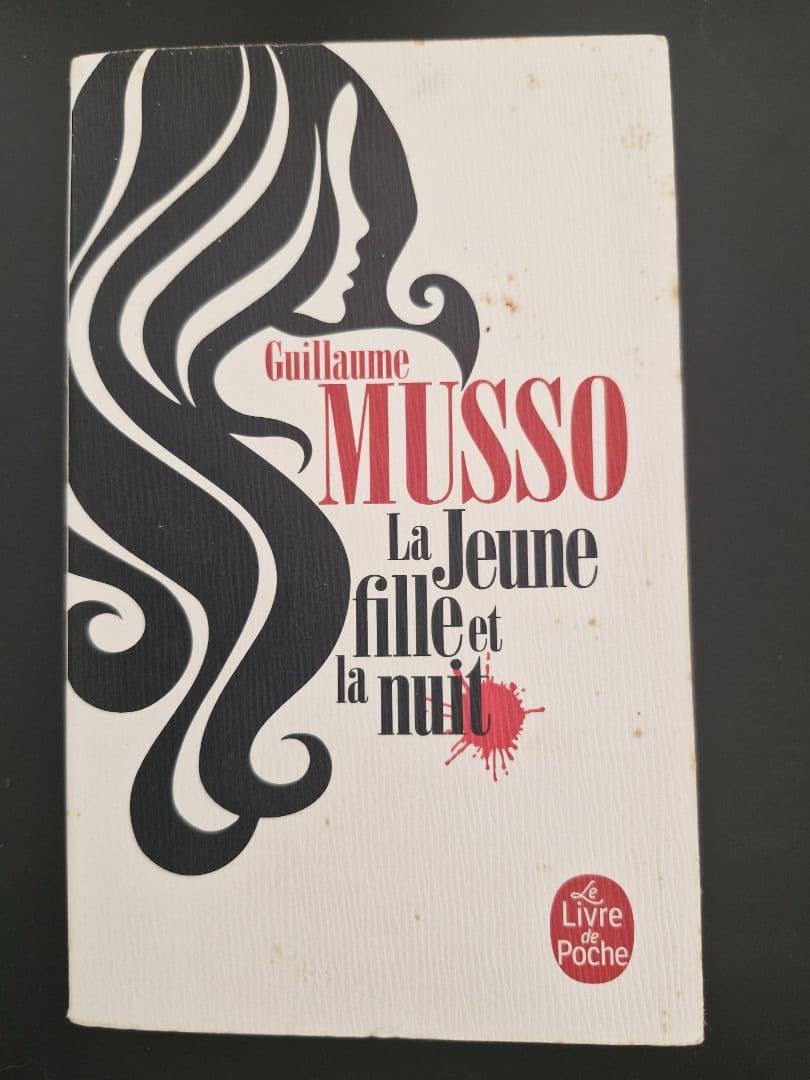 Guillaume
MUSSO
La Jeune
fille et
la nuit
Le
Livre
de
Poche